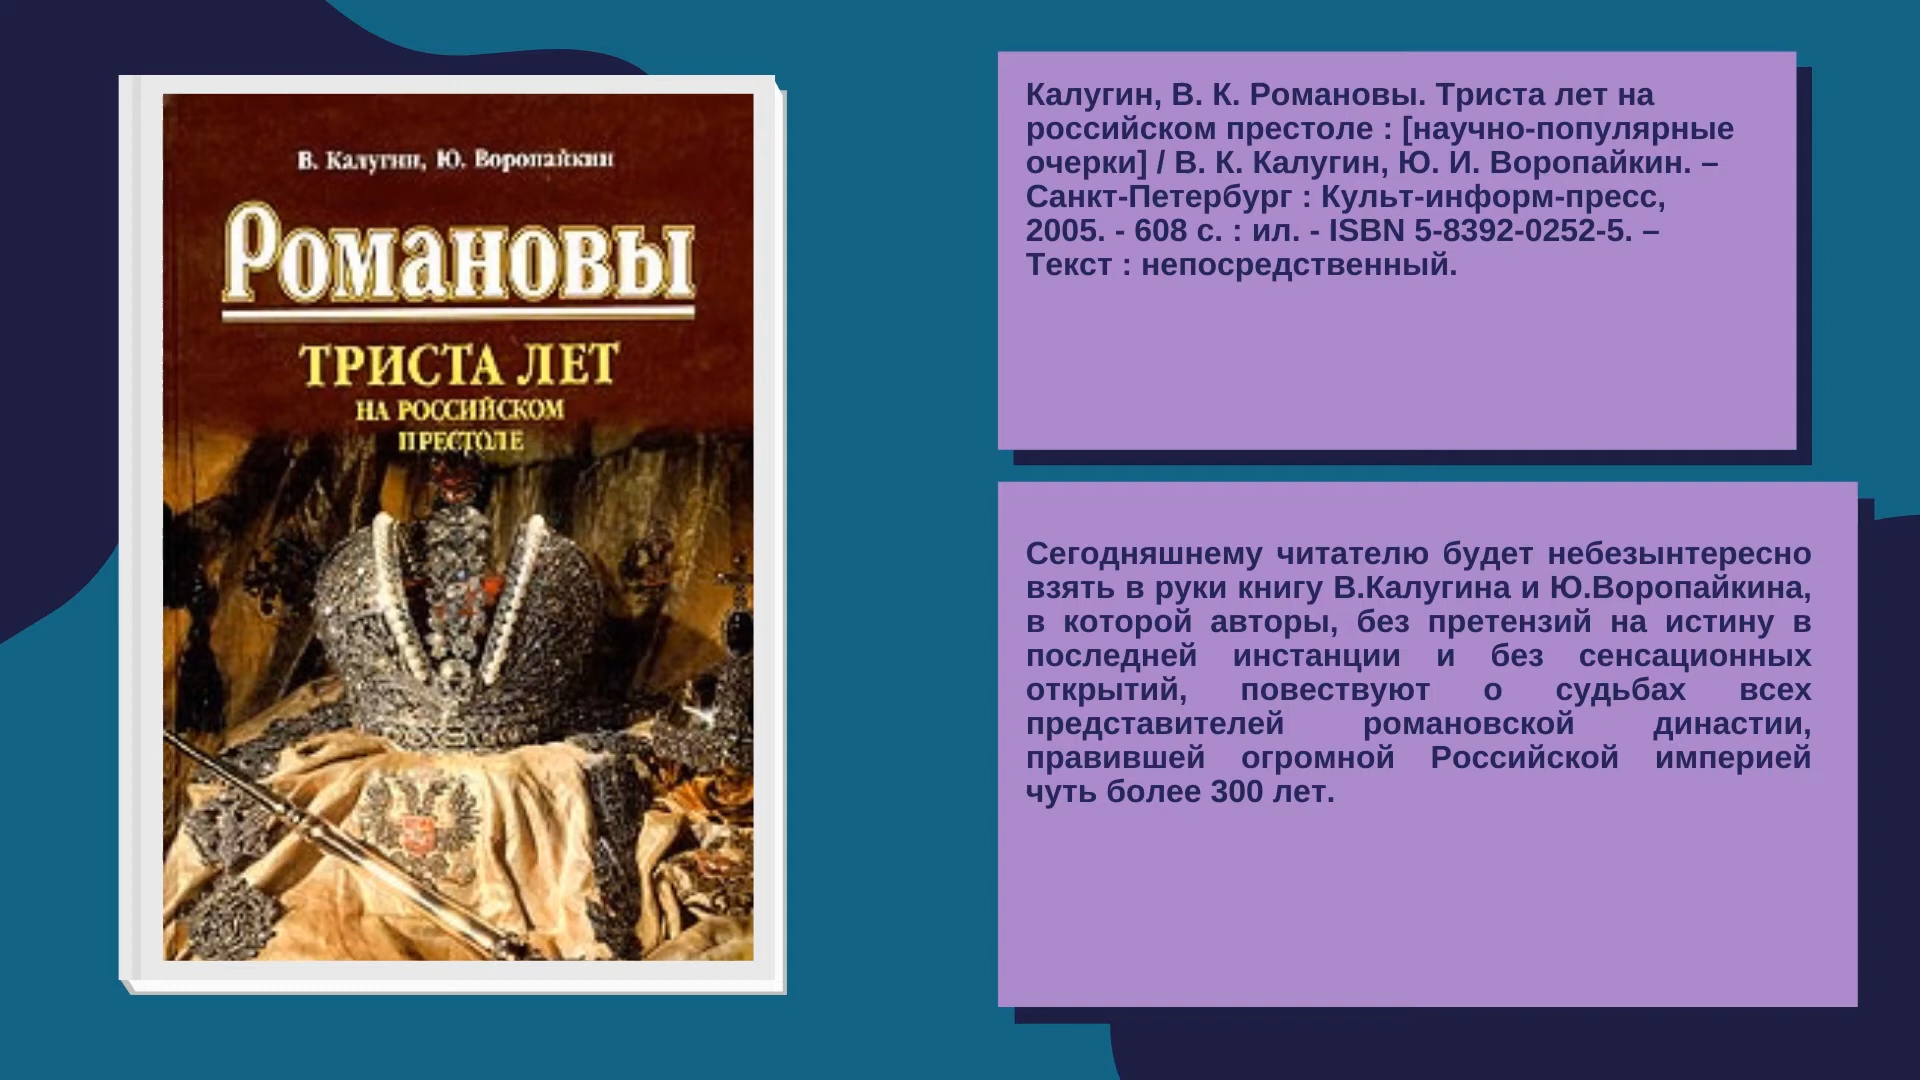 В. Калугин, Ю. Воропайкин
Романовы
ТРИСТА ЛЕТ
НА РОССИЙСКОМ
ПРЕСТОЛЕ
Калугин, В. К. Романовы. Триста лет на
российском престоле : [научно-популярные
очерки] / В. К. Калугин, Ю. И. Воропайкин. –
Санкт-Петербург : Культ-информ-пресс,
2005. - 608 с. : ил. - ISBN 5-8392-0252-5. –
Текст : непосредственный.
Сегодняшнему читателю будет небезынтересно
взять в руки книгу В.Калугина и Ю.Воропайкина,
в которой авторы, без претензий на истину в
последней инстанции и без сенсационных
открытий, повествуют о судьбах всех
представителей романовской династии,
правившей огромной Российской империей
чуть более 300 лет.